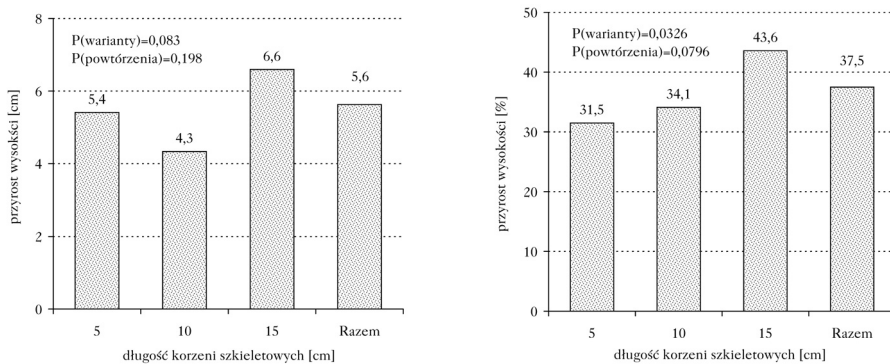 8
6
4
2
0
przyrost wysokści [cm]
P(warianty)=0,083
P(powtórzenia)=0,198
5,4
4,3
6,6
5,6
5 10 15 Razem
długość korzeni szkieletowych [cm]
50
40
30
20
10
0
przyrost wysokości [%]
P(warianty)=0,0326
P(powtórzenia)=0,0796
31,5
34,1
43,6
37,5
5 10 15 Razem
długość korzeni szkieletowych [cm]